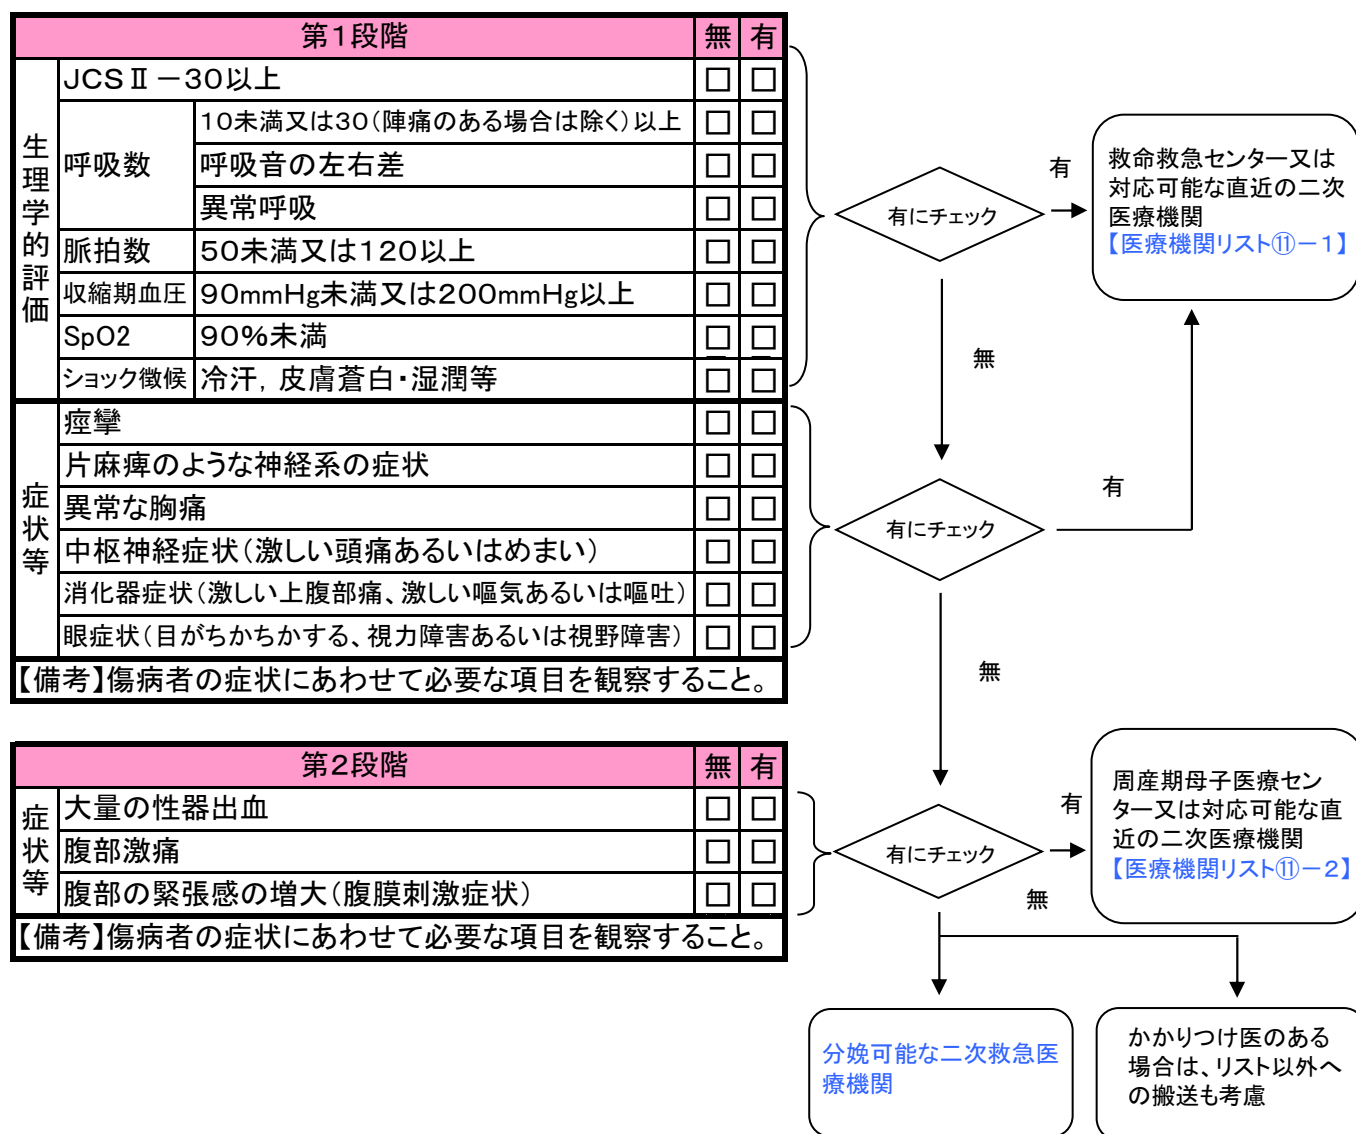 第1段階 無 有
生理学的評価
JCSⅡ－30以上 □ □
呼吸数
10未満又は30（陣痛のある場合は除く）以上 □ □
呼吸音の左右差 □ □
異常呼吸 □ □
脈拍数 50未満又は120以上 □ □
収縮期血圧 90mmHg未満又は200mmHg以上 □ □
SpO2 90%未満 □ □
ショック徴候 冷汗，皮膚蒼白・湿潤等 □ □
症状等
痙攣 □ □
片麻痺のような神経系の症状 □ □
異常な胸痛 □ □
中枢神経症状（激しい頭痛あるいはめまい） □ □
消化器症状（激しい上腹部痛、激しい嘔気あるいは嘔吐） □ □
眼症状（目がちかちかする、視力障害あるいは視野障害） □ □
【備考】傷病者の症状にあわせて必要な項目を観察すること。
有にチェック
有
救命救急センター又は
対応可能な直近の二次
医療機関
【医療機関リスト⑪－1】
無
有にチェック
有
無
第2段階 無 有
症状等
大量の性器出血 □ □
腹部激痛 □ □
腹部の緊張感の増大（腹膜刺激症状） □ □
【備考】傷病者の症状にあわせて必要な項目を観察すること。
有にチェック
有
周産期母子医療セン
ター又は対応可能な直
近の二次医療機関
【医療機関リスト⑪－2】
無
分娩可能な二次救急医
療機関
かかりつけ医のある
場合は、リスト以外へ
の搬送も考慮